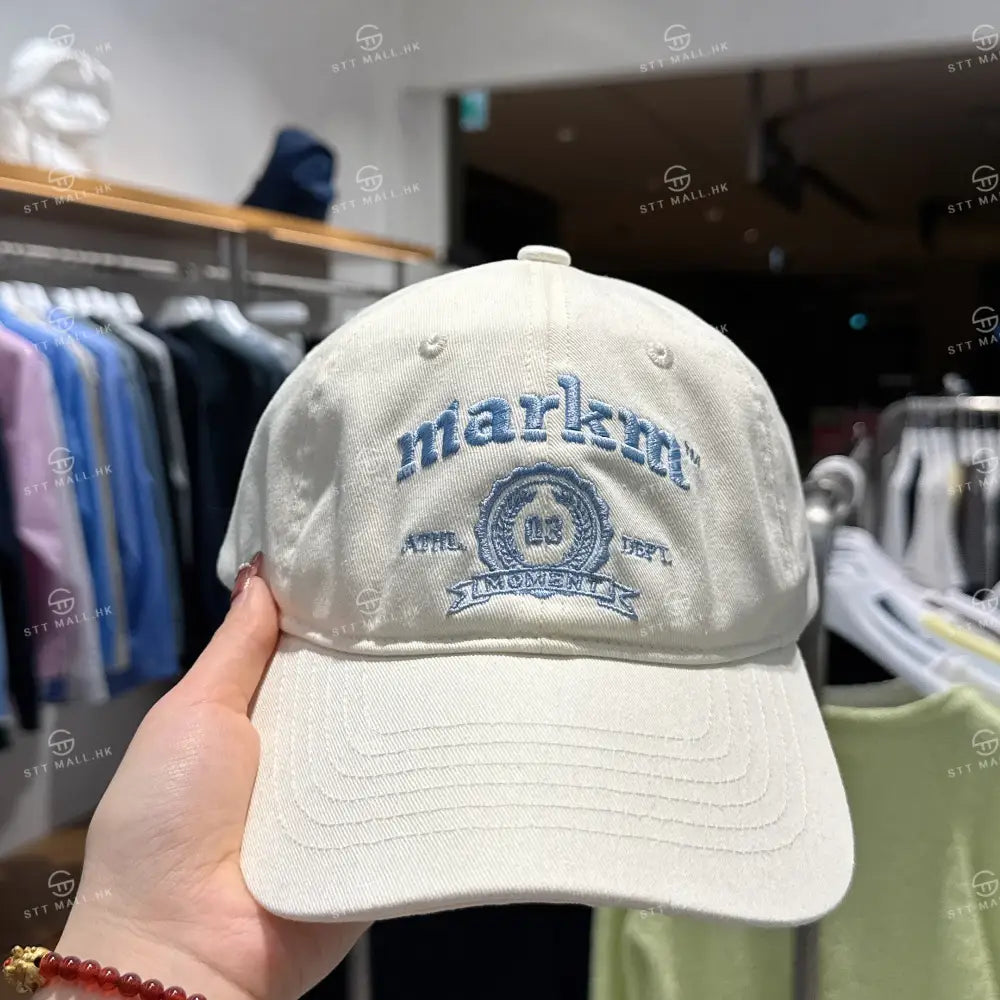 markm™
ATHL. 13 DEPT.
MOMENT
STT MALL.HK